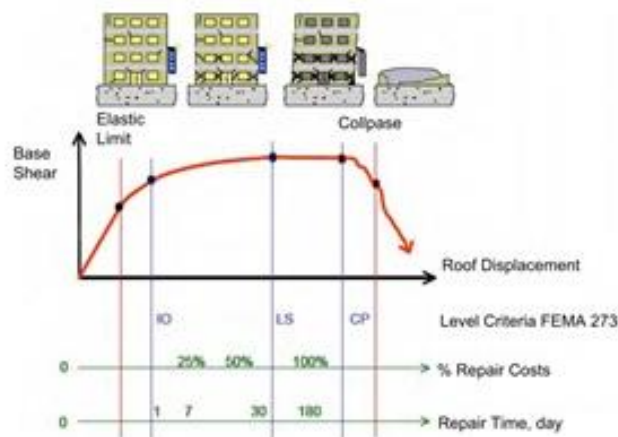 Elastic
Limit
Collpase
Base
Shear
Roof Displacement
IO LS CP Level Criteria FEMA 273
0 25% 50% 100% % Repair Costs
0 1 7 30 180 Repair Time, day